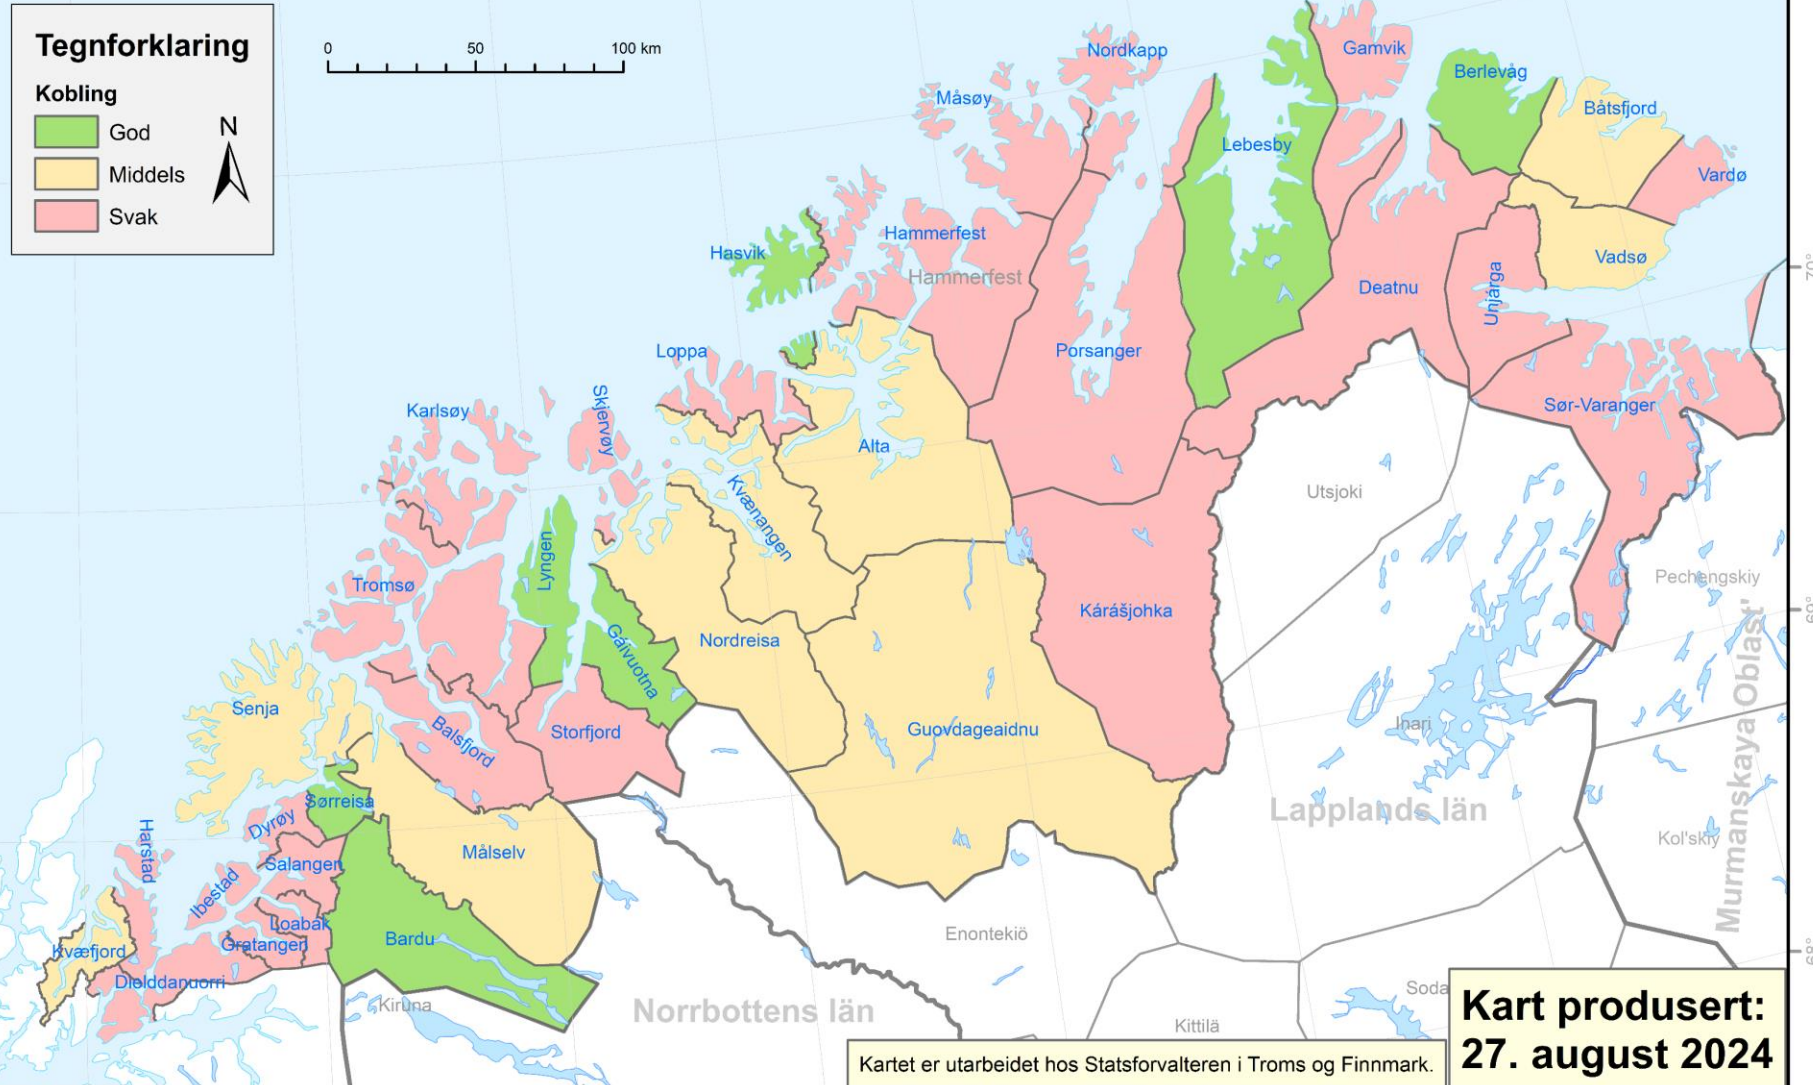 Tegnforklaring
Kobling
God
Middels
Svak
N
0 50 100 km
Nordkapp
Gamvik
Berlevåg
Måsøy
Båtsfjord
Lebesby
Vardø
Hammerfest
Hasvik
Hammerfest
Vadsø
Deatnu
Unjárga
Loppa
Porsanger
Karlsøy
Skjervøy
Sør-Varanger
Alta
Kvænangen
Utsjoki
Lyngen
Tromsø
Pechengskiy
Kárášjohka
Gáivuotna
Nordreisa
Senja
Balsfjord
Storfjord
Guovdageaidnu
Inari
Sørreisa
Dyrøy
Lapplands län
Murmanskaya Oblast'
Kol'skiy
Harstad
Målselv
Salangen
Ibestad
Loabák
Gratangen
Bardu
Kvæfjord
Enontekiö
Dielddanuorri
Kiruna
Norrbottens län
Soda
Kittilä
70°
69°
68°
Kart produsert:
27. august 2024
Kartet er utarbeidet hos Statsforvalteren i Troms og Finnmark.